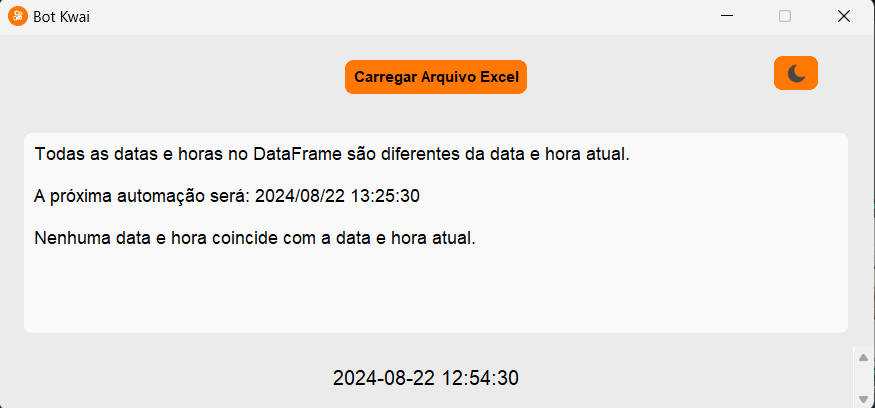 Bot Kwai
Carregar Arquivo Excel
Todas as datas e horas no DataFrame são diferentes da data e hora atual.
A próxima automação será: 2024/08/22 13:25:30
Nenhuma data e hora coincide com a data e hora atual.
2024-08-22 12:54:30